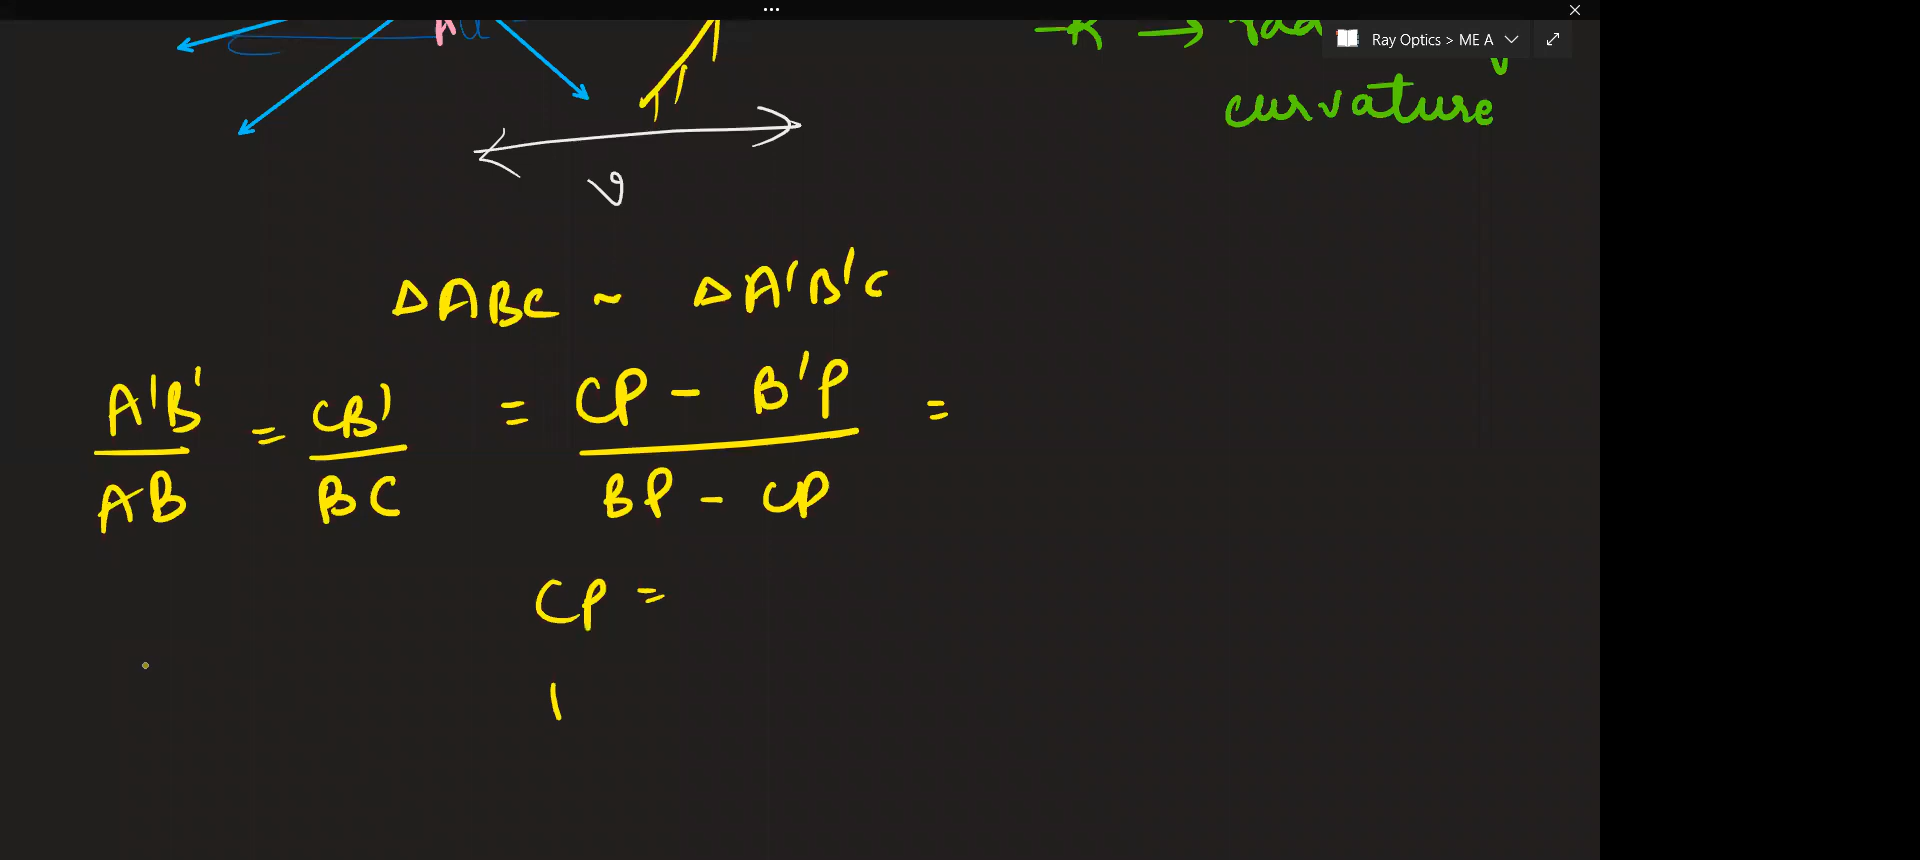 -R →
Ray Optics > ME A
curvature
v
ΔABC ~ ΔA'B'C
A'B' / AB = CB' / BC = CP - B'P / BP - CP =
CP =